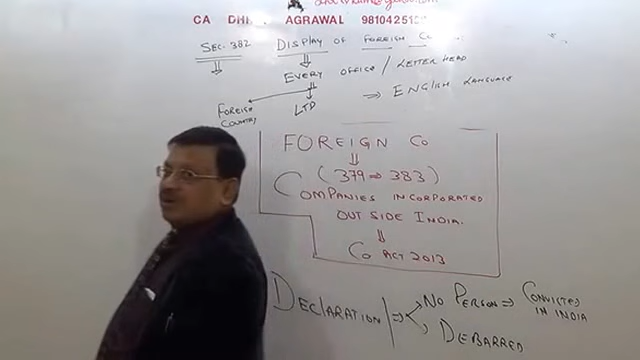 CA DHI AGRAWAL 98104251
SEC. 382 DISPLAY OF FOREIGN CO
EVERY OFFICE / LETTER HEAD
FOREIGN COUNTRY LTD ⇒ ENGLISH LANGUAGE
FOREIGN CO
(379 ⇒ 383)
COMPANIES INCORPORATED
OUT SIDE INDIA.
CO ACT 2013
DECLARATION ⇒ NO PERSON ⇒ CONVICTED IN INDIA
DEBARRED